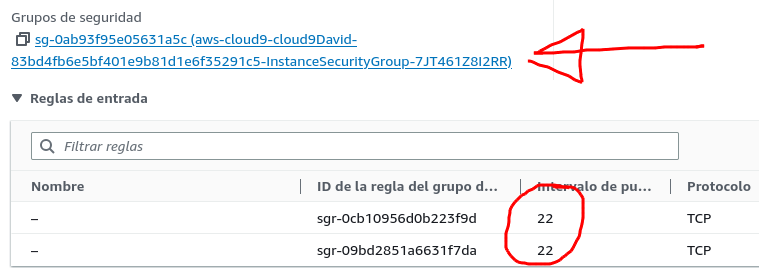 Grupos de seguridad
sg-0ab93f95e05631a5c (aws-cloud9-cloud9David-
83bd4fb6e5bf401e9b81d1e6f35291c5-InstanceSecurityGroup-7JT461Z8I2RR)
Reglas de entrada
Filtrar reglas
Nombre ID de la regla del grupo d... Intervalo de pu... Protocolo
– sgr-0cb10956d0b223f9d 22 TCP
– sgr-09bd2851a6631f7da 22 TCP